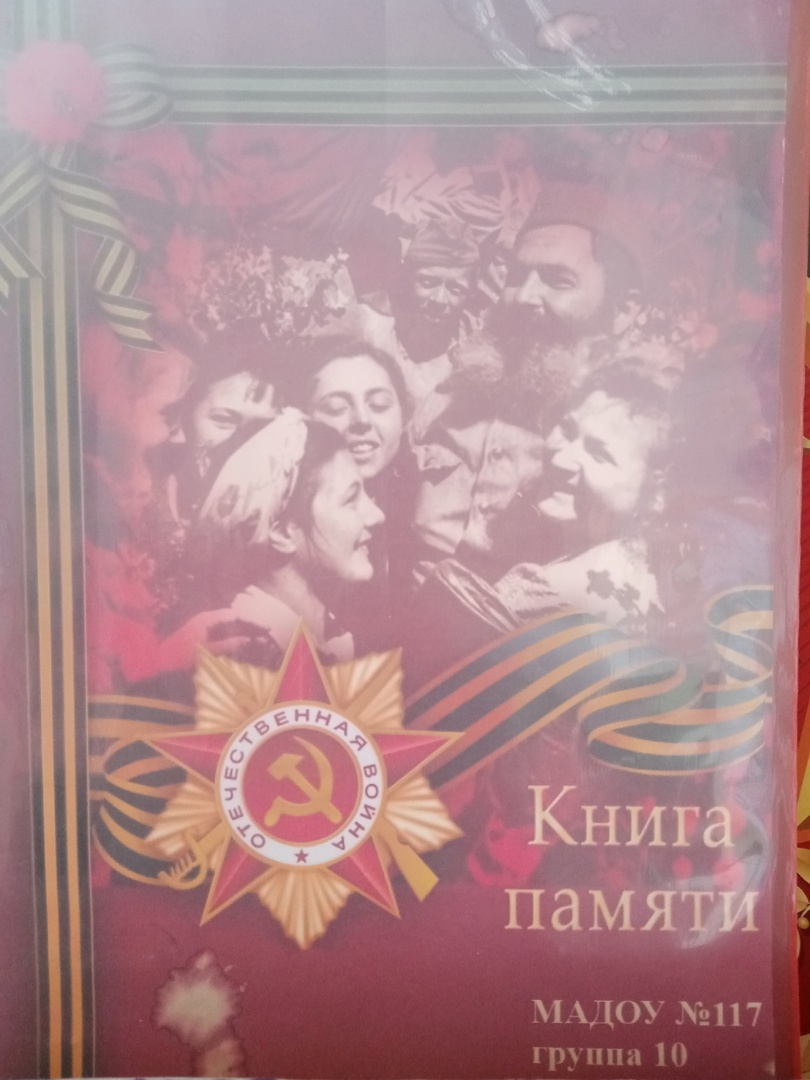 ОТЕЧЕСТВЕННАЯ ВОЙНА
Книга
памяти
МАДОУ №117
группа 10